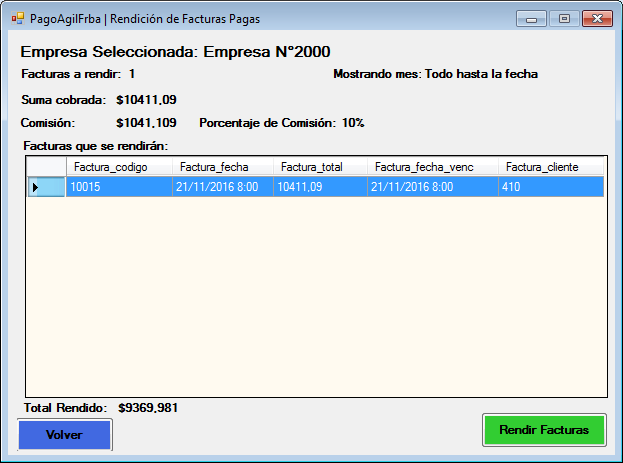 PagoAgilFrba | Rendición de Facturas Pagas
Empresa Seleccionada: Empresa N°2000
Facturas a rendir: 1 Mostrando mes: Todo hasta la fecha
Suma cobrada: $10411,09
Comisión: $1041,109 Porcentaje de Comisión: 10%
Facturas que se rendirán:
Factura_codigo Factura_fecha Factura_total Factura_fecha_venc Factura_cliente
10015 21/11/2016 8:00 10411,09 21/11/2016 8:00 410
Total Rendido: $9369,981
Volver Rendir Facturas